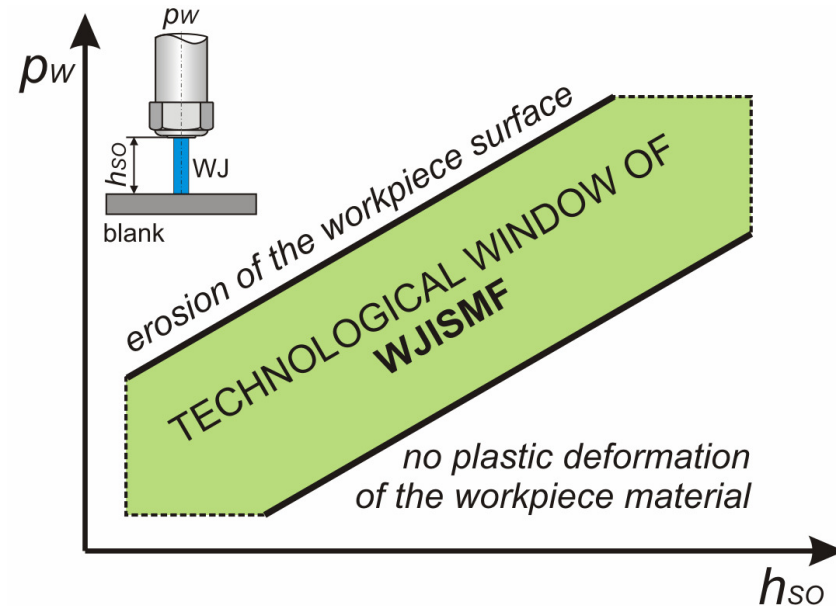 pw
pw
hso
WJ
blank
erosion of the workpiece surface
TECHNOLOGICAL WINDOW OF
WJISMF
no plastic deformation
of the workpiece material
hso